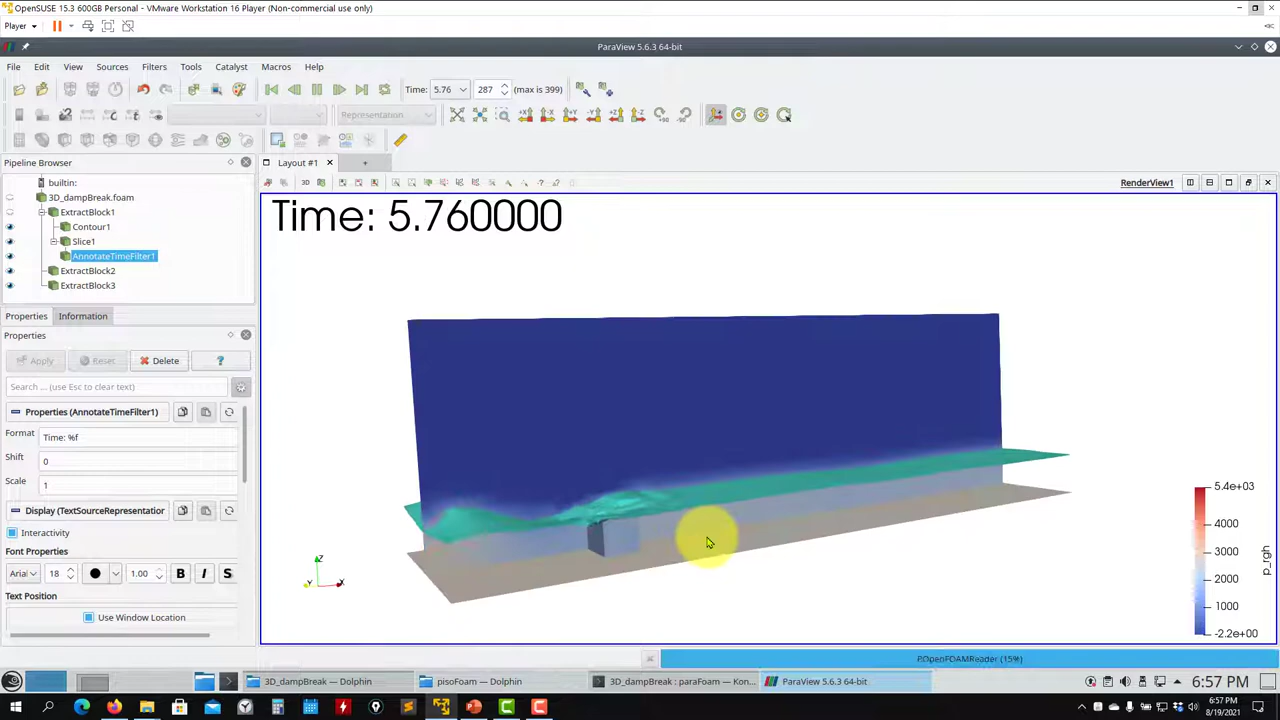 OpenSUSE 15.3 600GB Personal - VMware Workstation 16 Player (Non-commercial use only)
Player
ParaView 5.6.3 64-bit
File Edit View Sources Filters Tools Catalyst Macros Help
Time: 5.76 287 (max is 399)
Representation
Pipeline Browser
Layout #1
builtin:
RenderView1
3D_dampBreak.foam
ExtractBlock1
Contour1
Slice1
AnnotateTimeFilter1
ExtractBlock2
ExtractBlock3
Time: 5.760000
Properties Information
Properties
Apply Reset Delete ?
Search ... (use Esc to clear text)
Properties (AnnotateTimeFilter1)
Format Time: %f
Shift 0
Scale 1
Display (TextSourceRepresentation
Interactivity
Font Properties
Arial 18 1.00 B I S
Text Position
Use Window Location
Z
Y X
5.4e+03
4000
3000
2000
1000
-2.2e+00
p_rgh
POpenFOAMReader (15%)
3D_dampBreak — Dolphin pisoFoam — Dolphin 3D_dampBreak : paraFoam — Kon... ParaView 5.6.3 64-bit 6:57 PM
6:57 PM
8/19/2021